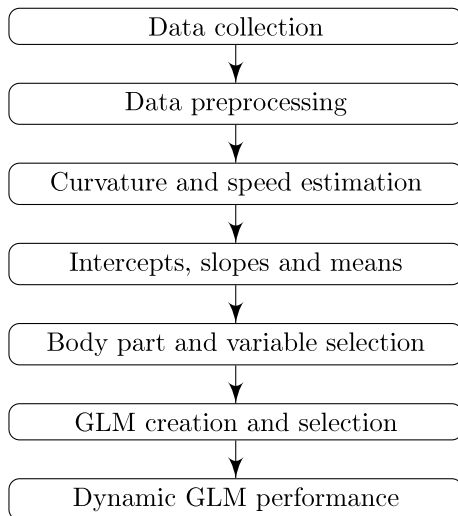 Data collection
Data preprocessing
Curvature and speed estimation
Intercepts, slopes and means
Body part and variable selection
GLM creation and selection
Dynamic GLM performance